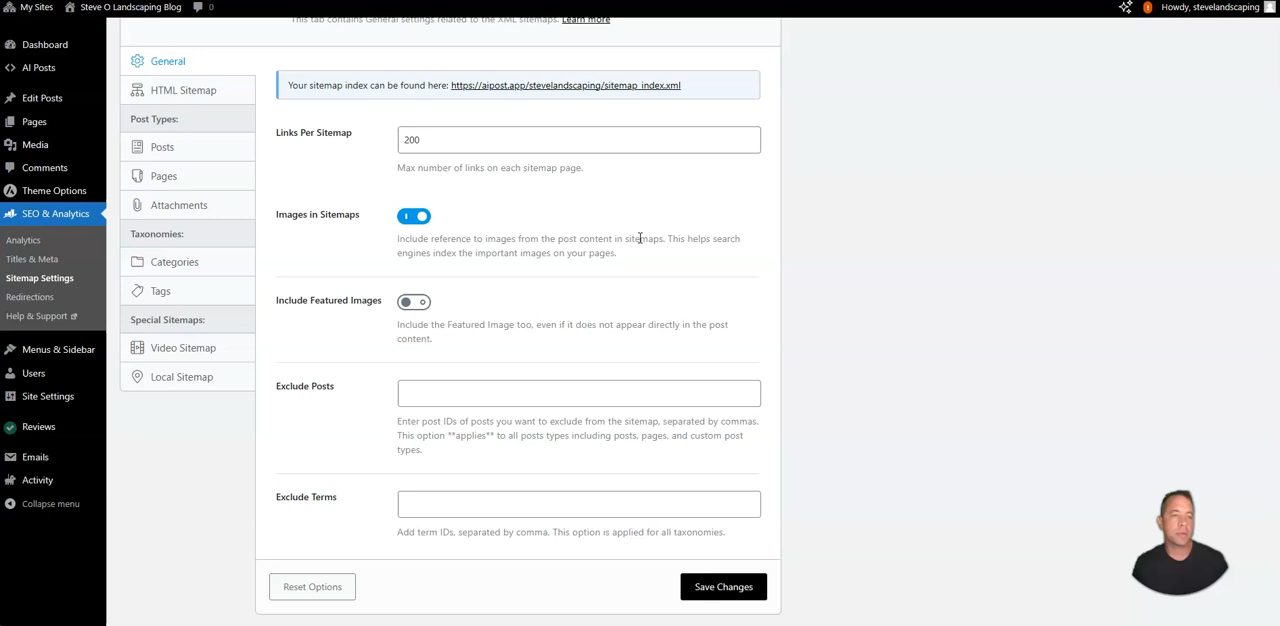 My Sites
Steve O Landscaping Blog
0
Howdy, stevelandscaping
Dashboard
AI Posts
Edit Posts
Pages
Media
Comments
Theme Options
SEO & Analytics
Analytics
Titles & Meta
Sitemap Settings
Redirections
Help & Support
Menus & Sidebar
Users
Site Settings
Reviews
Emails
Activity
Collapse menu
This tab contains General settings related to the XML sitemaps. Learn more
General
HTML Sitemap
Post Types:
Posts
Pages
Attachments
Taxonomies:
Categories
Tags
Special Sitemaps:
Video Sitemap
Local Sitemap
Your sitemap index can be found here: https://aipost.app/stevelandscaping/sitemap_index.xml
Links Per Sitemap
200
Max number of links on each sitemap page.
Images in Sitemaps
Include reference to images from the post content in sitemaps. This helps search
engines index the important images on your pages.
Include Featured Images
Include the Featured Image too, even if it does not appear directly in the post
content.
Exclude Posts
Enter post IDs of posts you want to exclude from the sitemap, separated by commas.
This option **applies** to all posts types including posts, pages, and custom post
types.
Exclude Terms
Add term IDs, separated by comma. This option is applied for all taxonomies.
Reset Options
Save Changes